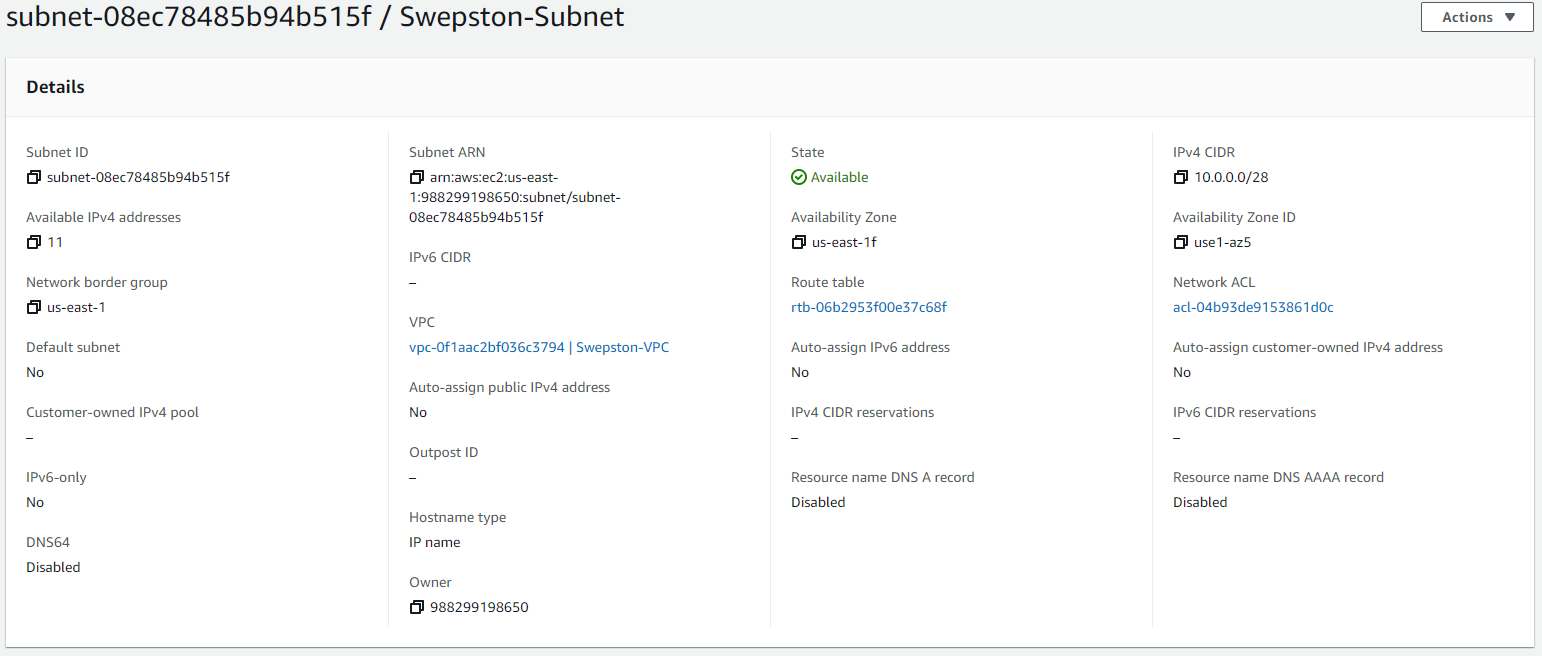 subnet-08ec78485b94b515f / Swepston-Subnet
Actions
Details
Subnet ID
subnet-08ec78485b94b515f
Available IPv4 addresses
11
Network border group
us-east-1
Default subnet
No
Customer-owned IPv4 pool
–
IPv6-only
No
DNS64
Disabled
Subnet ARN
arn:aws:ec2:us-east-
1:988299198650:subnet/subnet-
08ec78485b94b515f
IPv6 CIDR
–
VPC
vpc-0f1aac2bf036c3794 | Swepston-VPC
Auto-assign public IPv4 address
No
Outpost ID
–
Hostname type
IP name
Owner
988299198650
State
Available
Availability Zone
us-east-1f
Route table
rtb-06b2953f00e37c68f
Auto-assign IPv6 address
No
IPv4 CIDR reservations
–
Resource name DNS A record
Disabled
IPv4 CIDR
10.0.0.0/28
Availability Zone ID
use1-az5
Network ACL
acl-04b93de9153861d0c
Auto-assign customer-owned IPv4 address
No
IPv6 CIDR reservations
–
Resource name DNS AAAA record
Disabled